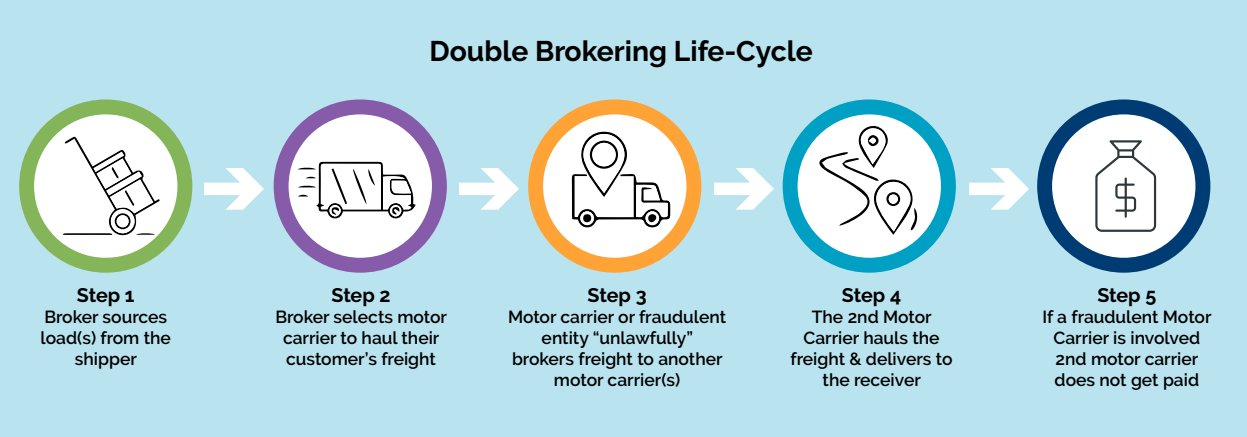 Double Brokering Life-Cycle
Step 1
Broker sources
load(s) from the
shipper
Step 2
Broker selects motor
carrier to haul their
customer’s freight
Step 3
Motor carrier or fraudulent
entity “unlawfully”
brokers freight to another
motor carrier(s)
Step 4
The 2nd Motor
Carrier hauls the
freight & delivers to
the receiver
Step 5
If a fraudulent Motor
Carrier is involved
2nd motor carrier
does not get paid
$